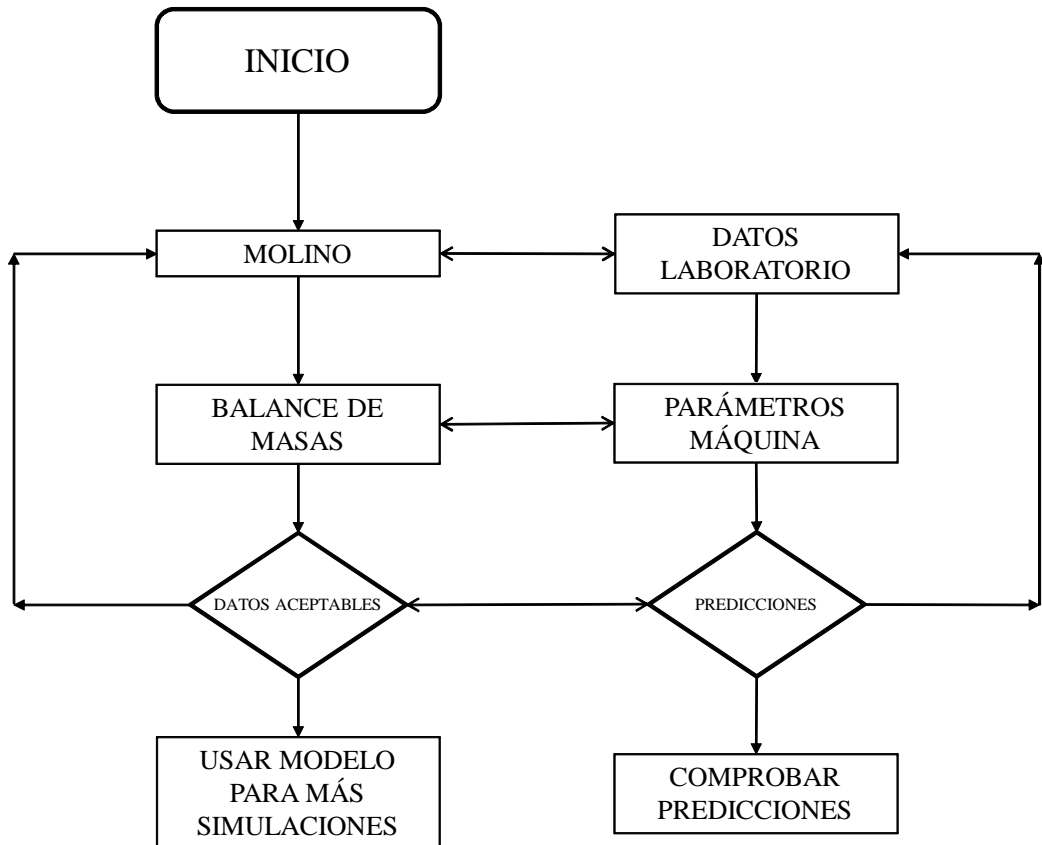 INICIO
MOLINO
DATOS
LABORATORIO
BALANCE DE
MASAS
PARÁMETROS
MÁQUINA
DATOS ACEPTABLES
PREDICCIONES
USAR MODELO
PARA MÁS
SIMULACIONES
COMPROBAR
PREDICCIONES